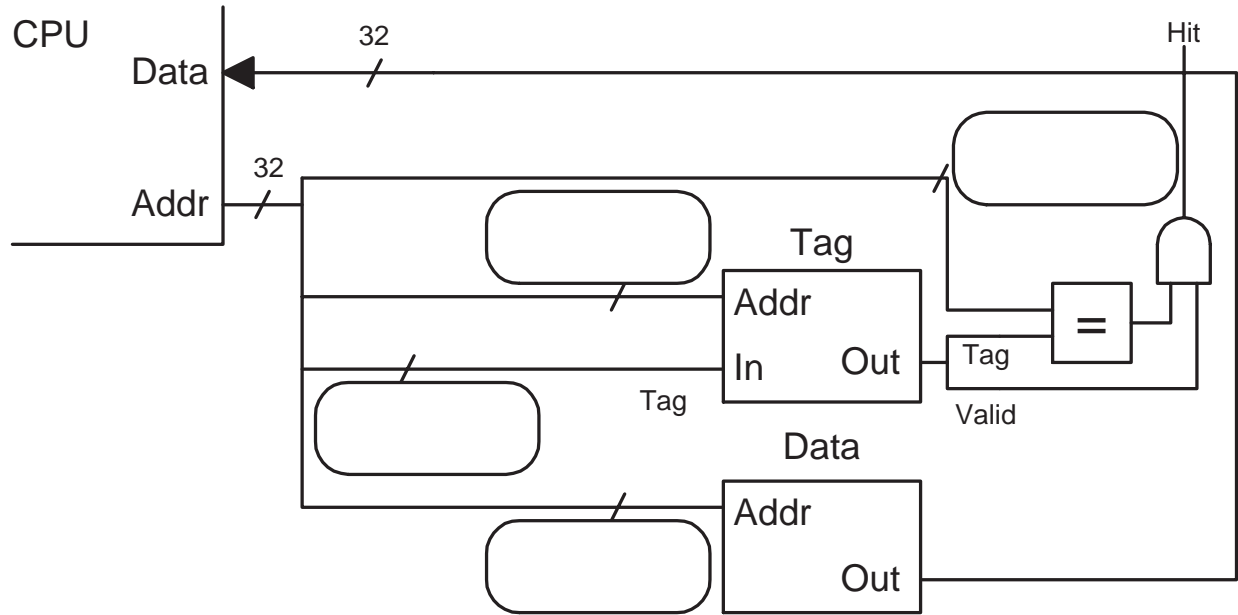 CPU
32
Hit
Data
32
Addr
Tag
Addr
=
In
Out
Tag
Tag
Valid
Data
Addr
Out